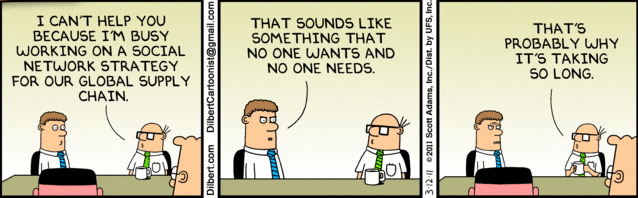 I CAN'T HELP YOU
BECAUSE I'M BUSY
WORKING ON A SOCIAL
NETWORK STRATEGY
FOR OUR GLOBAL SUPPLY
CHAIN.
Dilbert.com DilbertCartoonist@gmail.com
THAT SOUNDS LIKE
SOMETHING THAT
NO ONE WANTS AND
NO ONE NEEDS.
3-12-11 ©2011 Scott Adams, Inc./Dist. by UFS, Inc.
THAT'S
PROBABLY WHY
IT'S TAKING
SO LONG.